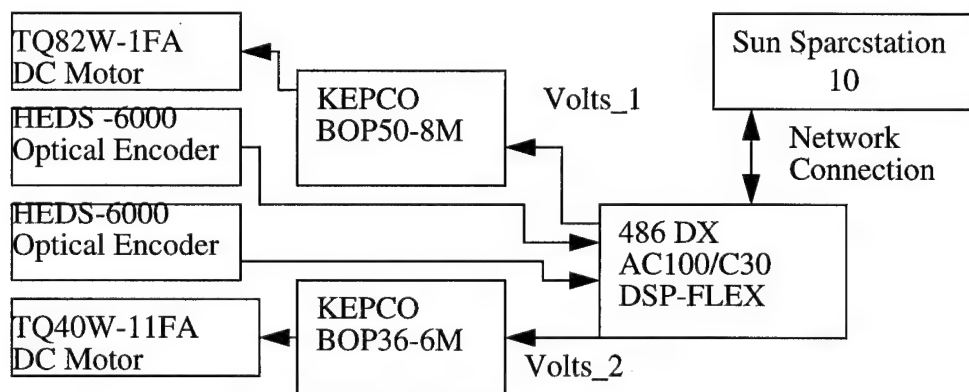 TQ82W-1FA
DC Motor
HEDS -6000
Optical Encoder
HEDS-6000
Optical Encoder
TQ40W-11FA
DC Motor
KEPCO
BOP50-8M
Volts_1
KEPCO
BOP36-6M
Volts_2
Sun Sparcstation
10
Network
Connection
486 DX
AC100/C30
DSP-FLEX